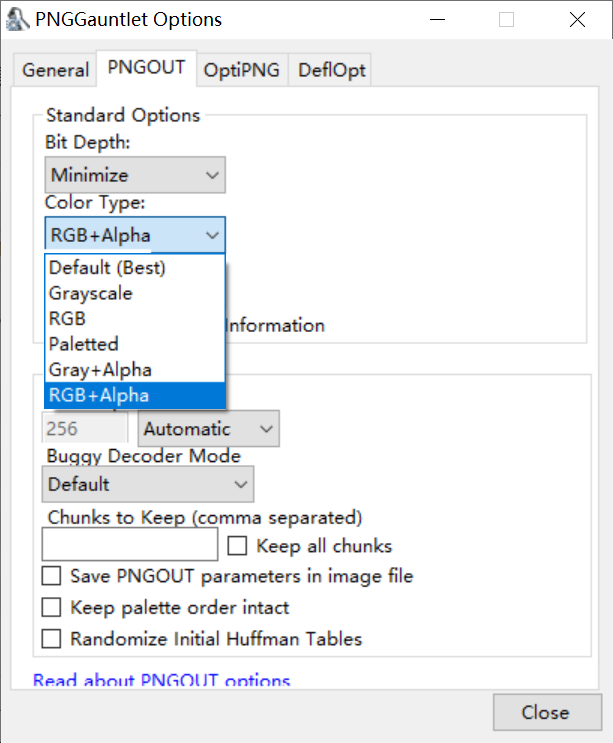 PNGGauntlet Options
General PNGOUT OptiPNG DeflOpt
Standard Options
Bit Depth:
Minimize
Color Type:
RGB+Alpha
Default (Best)
Grayscale
RGB
Information
Paletted
Gray+Alpha
RGB+Alpha
256 Automatic
Buggy Decoder Mode
Default
Chunks to Keep (comma separated)
Keep all chunks
Save PNGOUT parameters in image file
Keep palette order intact
Randomize Initial Huffman Tables
Read about PNGOUT options
Close